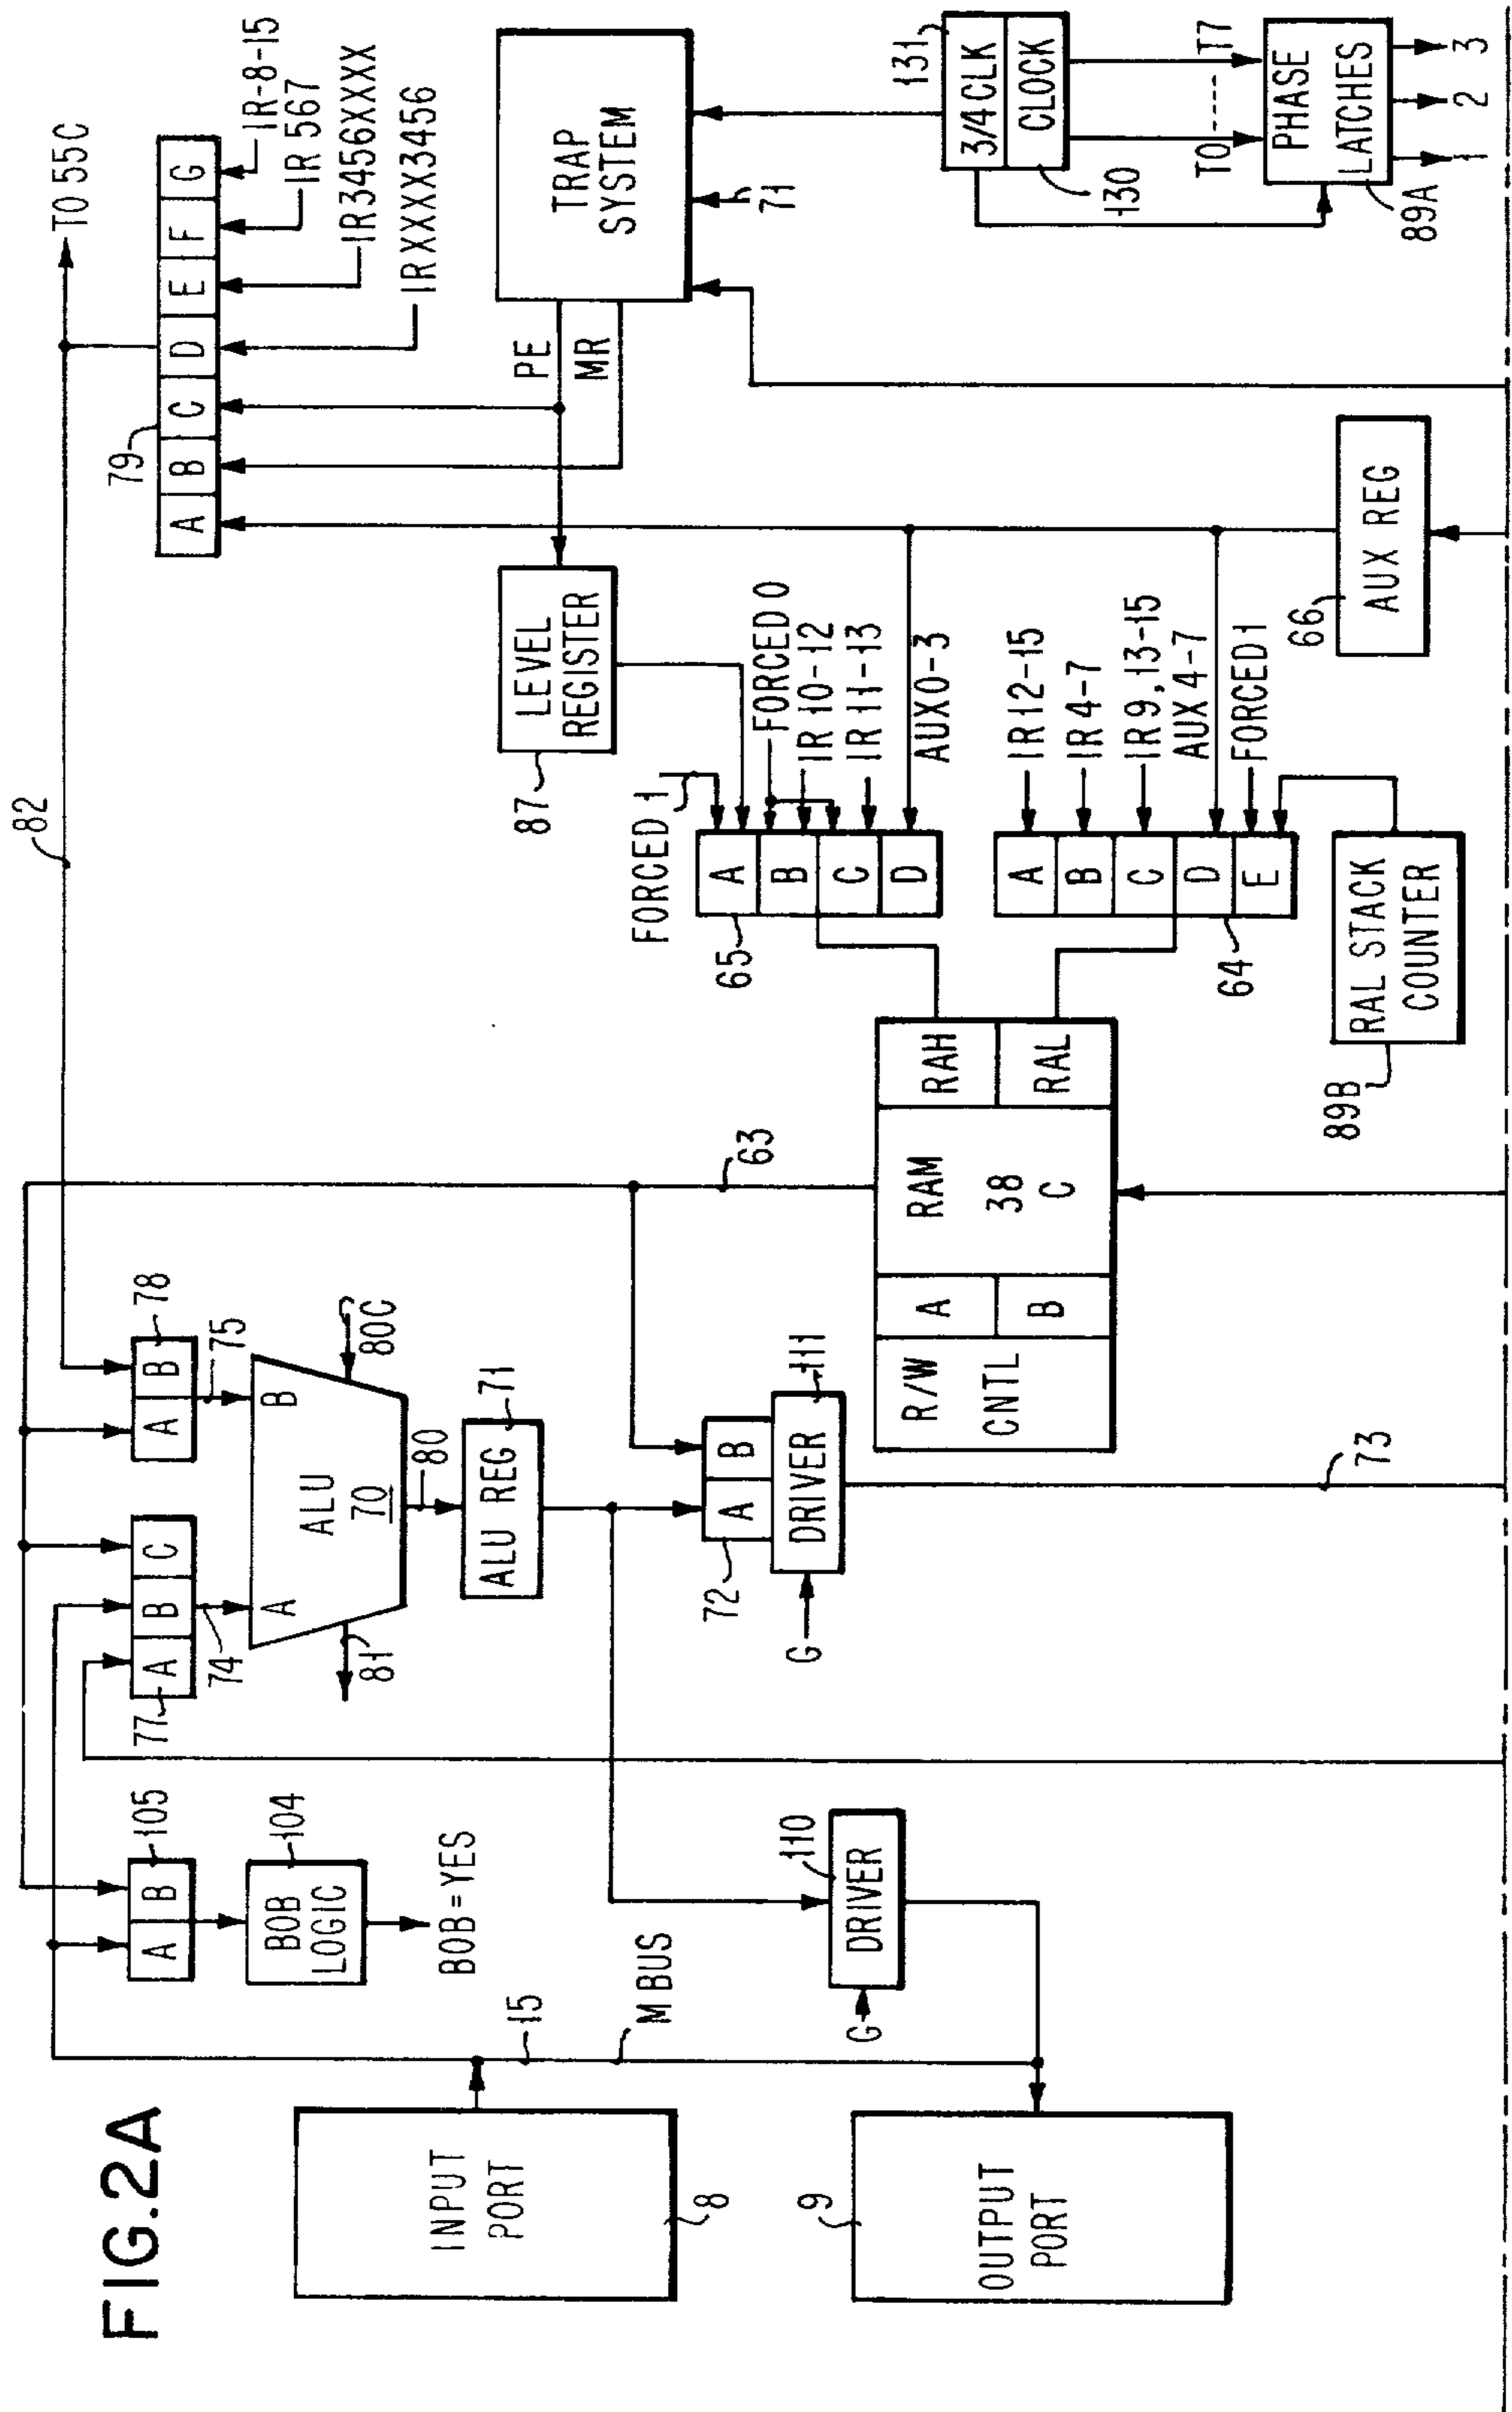 FIG.2A
INPUT
PORT
8
9
OUTPUT
PORT
15
M BUS
A B
105
BOB
LOGIC
104
BOB = YES
110
DRIVER
G
77
A B C
74
A B
78
75
A
B
ALU
70
80C
81
80
ALU REG
71
72
A B
DRIVER
111
G
73
63
82
R/W
CNTL
A
B
RAM
38
C
RAH
RAL
65
A
B
C
D
FORCED 1
FORCED 0
IR 10-12
IR 11-13
AUX 0-3
64
A
B
C
D
E
IR 12-15
IR 4-7
IR 9, 13-15
AUX 4-7
FORCED 1
RAL STACK
COUNTER
89B
87
LEVEL
REGISTER
66
AUX REG
79
A B C D E F G
TO 55C
IR-8-15
IR 567
IR3456XXXX
IRXXXX3456
PE
MR
TRAP
SYSTEM
71
131
3/4 CLK
CLOCK
130
T0 ---- T7
PHASE
LATCHES
89A
1 2 3